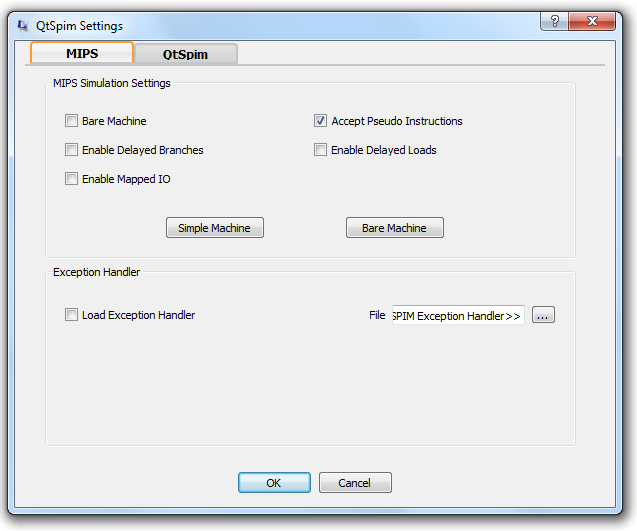 QtSpim Settings
MIPS QtSpim
MIPS Simulation Settings
Bare Machine Accept Pseudo Instructions
Enable Delayed Branches Enable Delayed Loads
Enable Mapped IO
Simple Machine Bare Machine
Exception Handler
Load Exception Handler File SPIM Exception Handler>> ...
OK Cancel